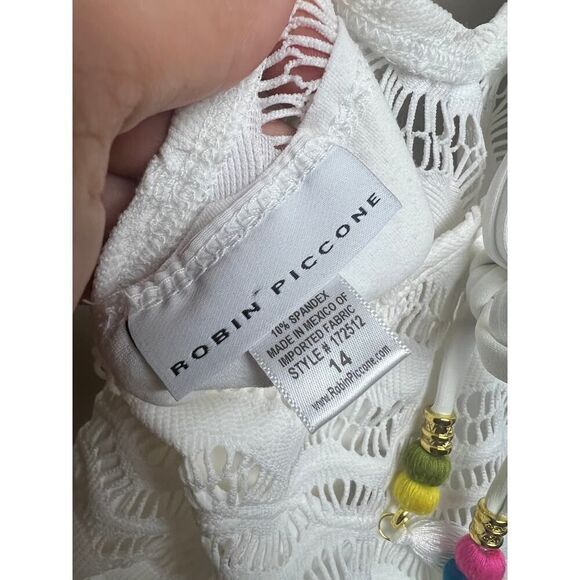 ROBIN PICCONE
10% SPANDEX
MADE IN MEXICO OF
IMPORTED FABRIC
STYLE # 172512
14
www.RobinPiccone.com